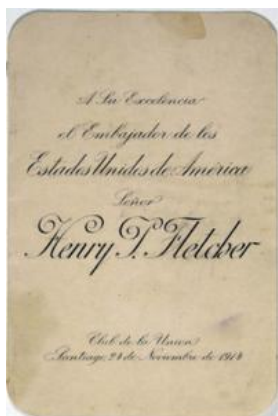 A Su Excelencia
el Embajador de los
Estados Unidos de América
Señor
Henry P. Fletcher
Club de la Union
Santiago, 24 de Noviembre de 1914